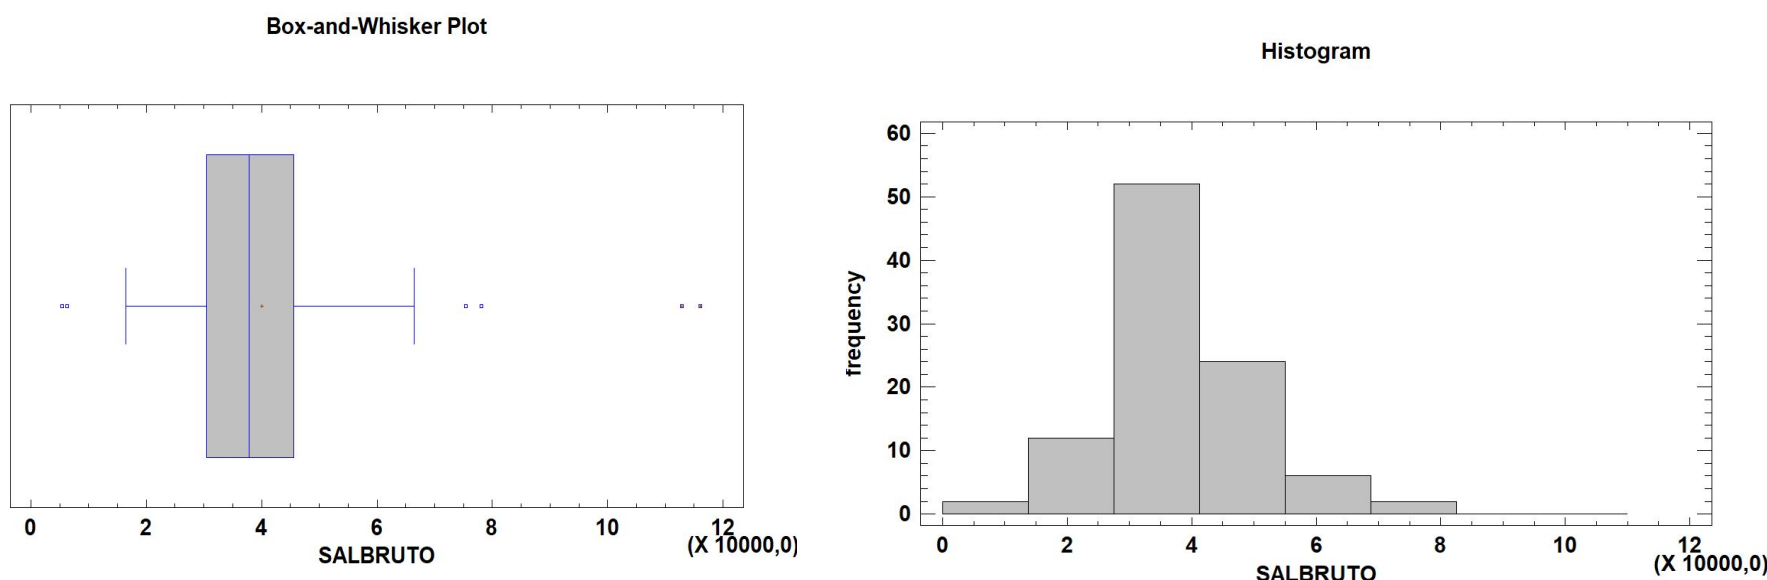 Box-and-Whisker Plot
0 2 4 6 8 10 12
(X 10000,0)
SALBRUTO
Histogram
60
50
40
30
20
10
0
frequency
0 2 4 6 8 10 12
(X 10000,0)
SALBRUTO